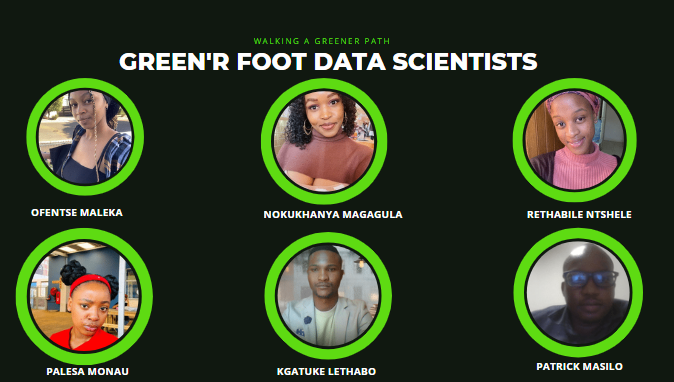 WALKING A GREENER PATH
GREEN'R FOOT DATA SCIENTISTS
OFENTSE MALEKA
NOKUKHANYA MAGAGULA
RETHABILE NTSHELE
PALESA MONAU
KGATUKE LETHABO
PATRICK MASILO